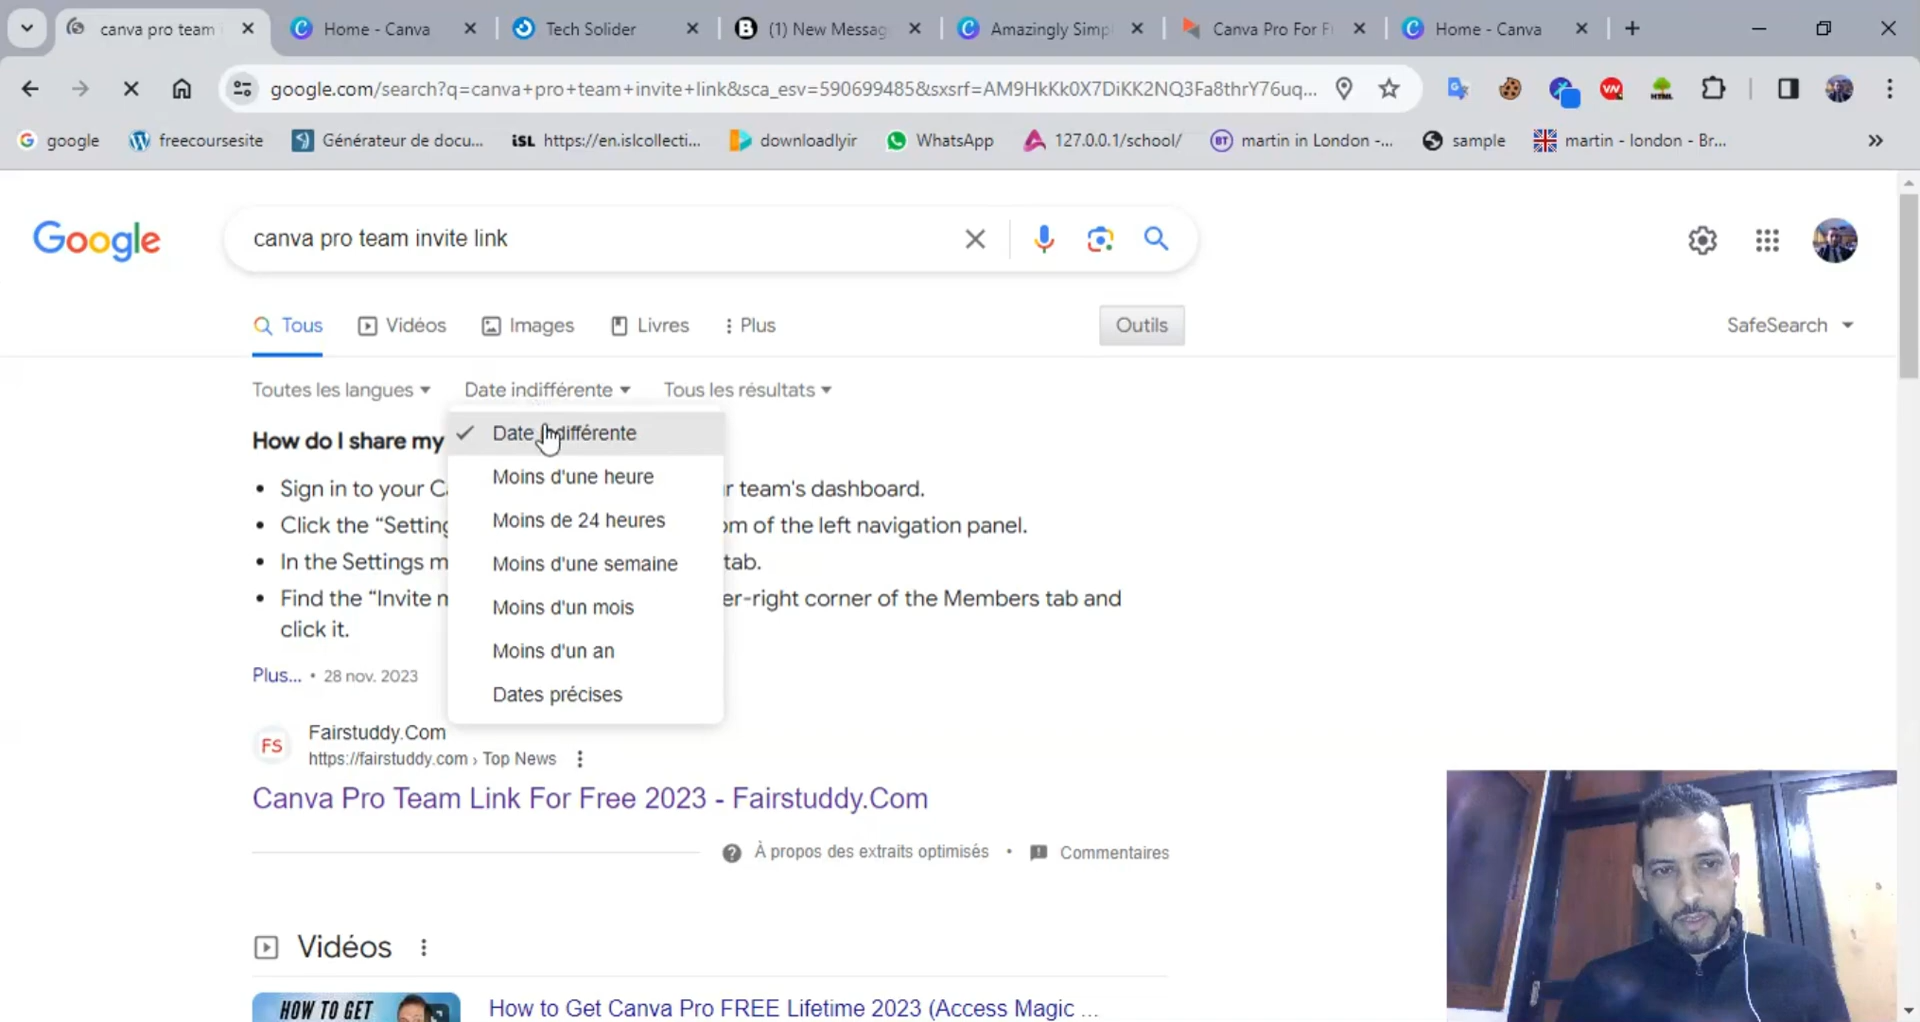 canva pro team i
Home - Canva
Tech Solider
(1) New Messag
Amazingly Simpl
Canva Pro For F
Home - Canva
google.com/search?q=canva+pro+team+invite+link&sca_esv=590699485&sxsrf=AM9HkKk0X7DiKK2NQ3Fa8thrY76uq...
google
freecoursesite
Générateur de docu...
iSL
https://en.islcollecti...
downloadlyir
WhatsApp
127.0.0.1/school/
BT
martin in London -...
sample
martin - london - Br...
Google
canva pro team invite link
Tous
Vidéos
Images
Livres
Plus
Outils
SafeSearch
Toutes les langues
Date indifférente
Tous les résultats
How do I share my
Date indifférente
Moins d'une heure
Moins de 24 heures
Moins d'une semaine
Moins d'un mois
Moins d'un an
Dates précises
Sign in to your C r team's dashboard.
Click the “Setting om of the left navigation panel.
In the Settings m tab.
Find the “Invite m er-right corner of the Members tab and
click it.
Plus... • 28 nov. 2023
FS
Fairstuddy.Com
https://fairstuddy.com › Top News
Canva Pro Team Link For Free 2023 - Fairstuddy.Com
À propos des extraits optimisés • Commentaires
Vidéos
HOW TO GET
How to Get Canva Pro FREE Lifetime 2023 (Access Magic ...